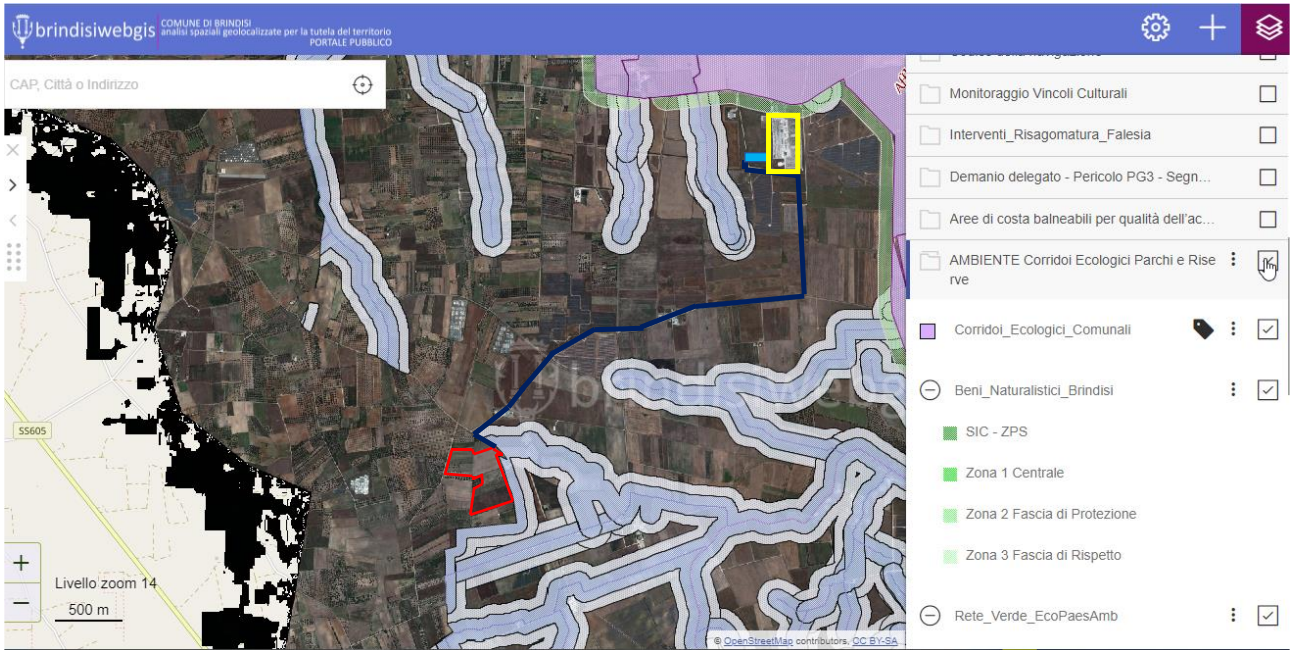 brindisiwebgis
COMUNE DI BRINDISI
analisi spaziali geolocalizzate per la tutela del territorio
PORTALE PUBBLICO
CAP, Città o Indirizzo
Monitoraggio Vincoli Culturali
Interventi_Risagomatura_Falesia
Demanio delegato - Pericolo PG3 - Segn...
Aree di costa balneabili per qualità dell'ac...
AMBIENTE Corridoi Ecologici Parchi e Rise
rve
Corridoi_Ecologici_Comunali
Beni_Naturalistici_Brindisi
SIC - ZPS
Zona 1 Centrale
Zona 2 Fascia di Protezione
Zona 3 Fascia di Rispetto
Rete_Verde_EcoPaesAmb
SS605
brindisiwebg
+
−
Livello zoom 14
500 m
© OpenStreetMap contributors, CC BY-SA